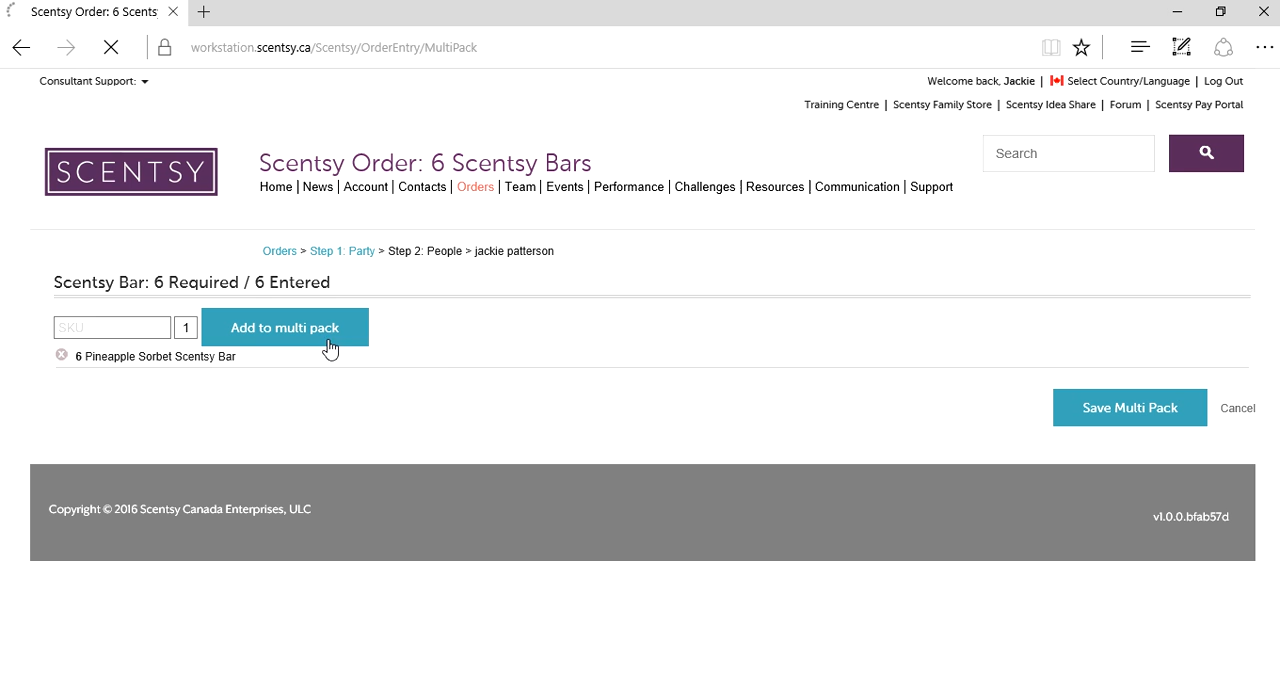 Scentsy Order: 6 Scents
workstation.scentsy.ca/Scentsy/OrderEntry/MultiPack
Consultant Support:
Welcome back, Jackie | Select Country/Language | Log Out
Training Centre | Scentsy Family Store | Scentsy Idea Share | Forum | Scentsy Pay Portal
SCENTSY
Scentsy Order: 6 Scentsy Bars
Search
Home | News | Account | Contacts | Orders | Team | Events | Performance | Challenges | Resources | Communication | Support
Orders > Step 1: Party > Step 2: People > jackie patterson
Scentsy Bar: 6 Required / 6 Entered
SKU 1 Add to multi pack
6 Pineapple Sorbet Scentsy Bar
Save Multi Pack Cancel
Copyright © 2016 Scentsy Canada Enterprises, ULC
v1.0.0.bfab57d